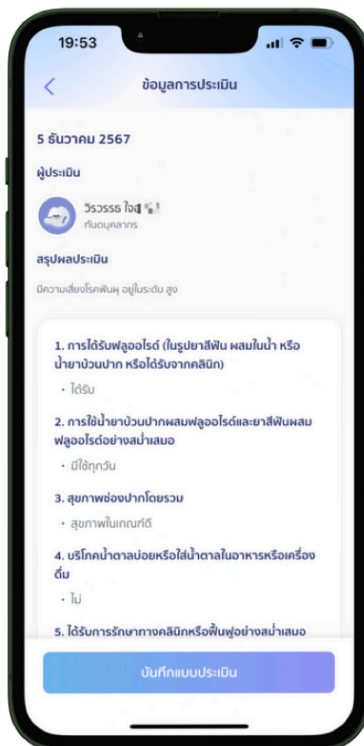 19:53
ข้อมูลการประเมิน
5 ธันวาคม 2567
ผู้ประเมิน
วิรวรรธ
ทันตบุคลากร
สรุปผลประเมิน
มีความเสี่ยงโรคฟันผุ อยู่ในระดับ สูง
1. การได้รับฟลูออไรด์ (ในรูปยาสีฟัน ผสมในน้ำ หรือ
น้ำยาบ้วนปาก หรือได้รับจากคลินิก)
• ได้รับ
2. การใช้น้ำยาบ้วนปากผสมฟลูออไรด์และยาสีฟันผสม
ฟลูออไรด์อย่างสม่ำเสมอ
• มีใช้ทุกวัน
3. สุขภาพช่องปากโดยรวม
• สุขภาพในเกณฑ์ดี
4. บริโภคน้ำตาลบ่อยหรือใส่น้ำตาลในอาหารหรือเครื่อง
ดื่ม
• ไม่
5. ได้รับการรักษาทางคลินิกหรือฟื้นฟูอย่างสม่ำเสมอ
บันทึกแบบประเมิน